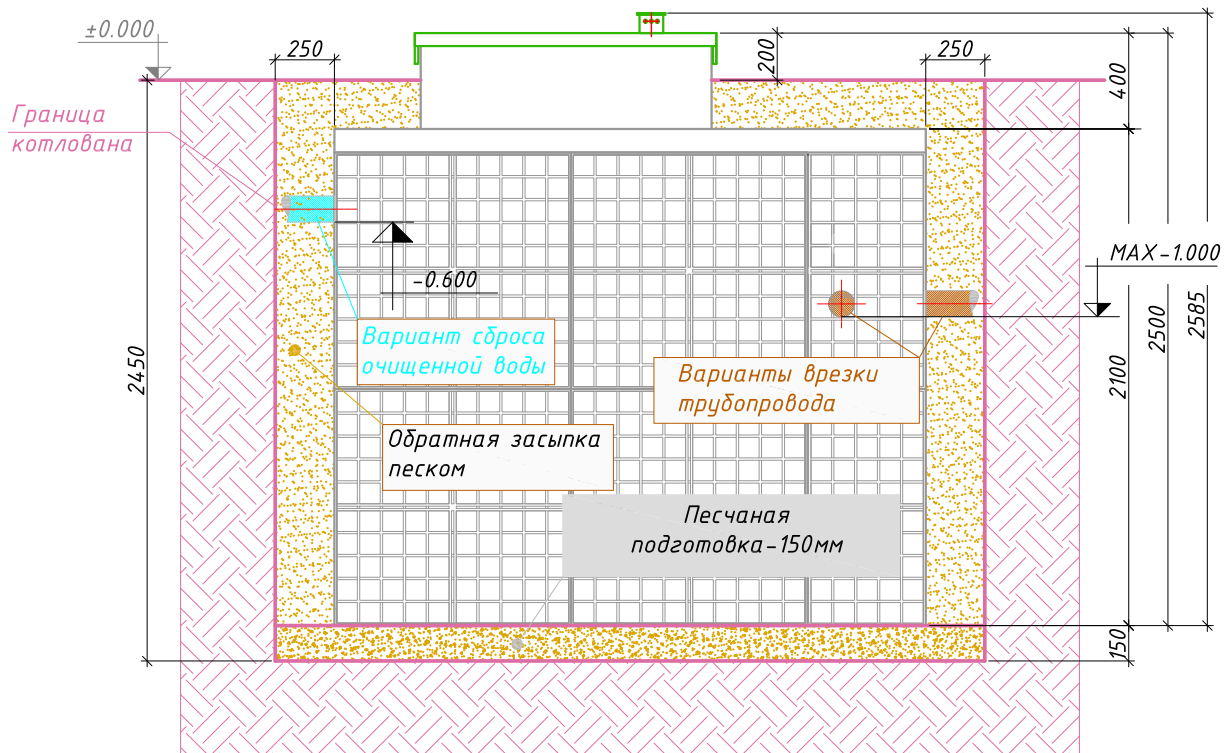 ±0.000
250
200
250
400
Граница
котлована
МАХ-1.000
-0.600
2585
2500
2100
2450
Вариант сброса
очищенной воды
Варианты врезки
трубопровода
Обратная засыпка
песком
Песчаная
подготовка-150мм
150